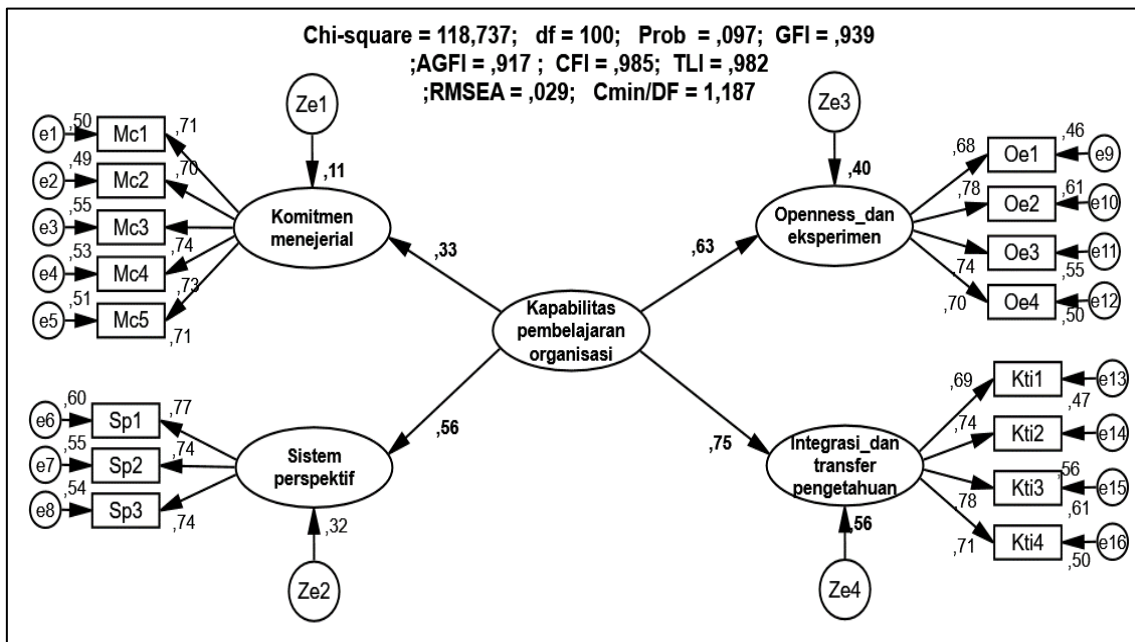 Chi-square = 118,737; df = 100; Prob = ,097; GFI = ,939
;AGFI = ,917 ; CFI = ,985; TLI = ,982
;RMSEA = ,029; Cmin/DF = 1,187
Ze1
,11
e1
,50
Mc1
,71
e2
,49
Mc2
,70
e3
,55
Mc3
,74
e4
,53
Mc4
,73
e5
,51
Mc5
,71
Komitmen
menejerial
,33
Ze3
,40
Openness_dan
eksperimen
,63
,68
Oe1
,46
e9
,78
Oe2
,61
e10
,74
Oe3
,55
e11
,70
Oe4
,50
e12
Kapabilitas
pembelajaran
organisasi
e6
,60
Sp1
,77
e7
,55
Sp2
,74
e8
,54
Sp3
,74
Sistem
perspektif
,56
,32
Ze2
,75
Integrasi_dan
transfer
pengetahuan
,56
Ze4
,69
Kti1
,47
e13
,74
Kti2
,56
e14
,78
Kti3
,61
e15
,71
Kti4
,50
e16